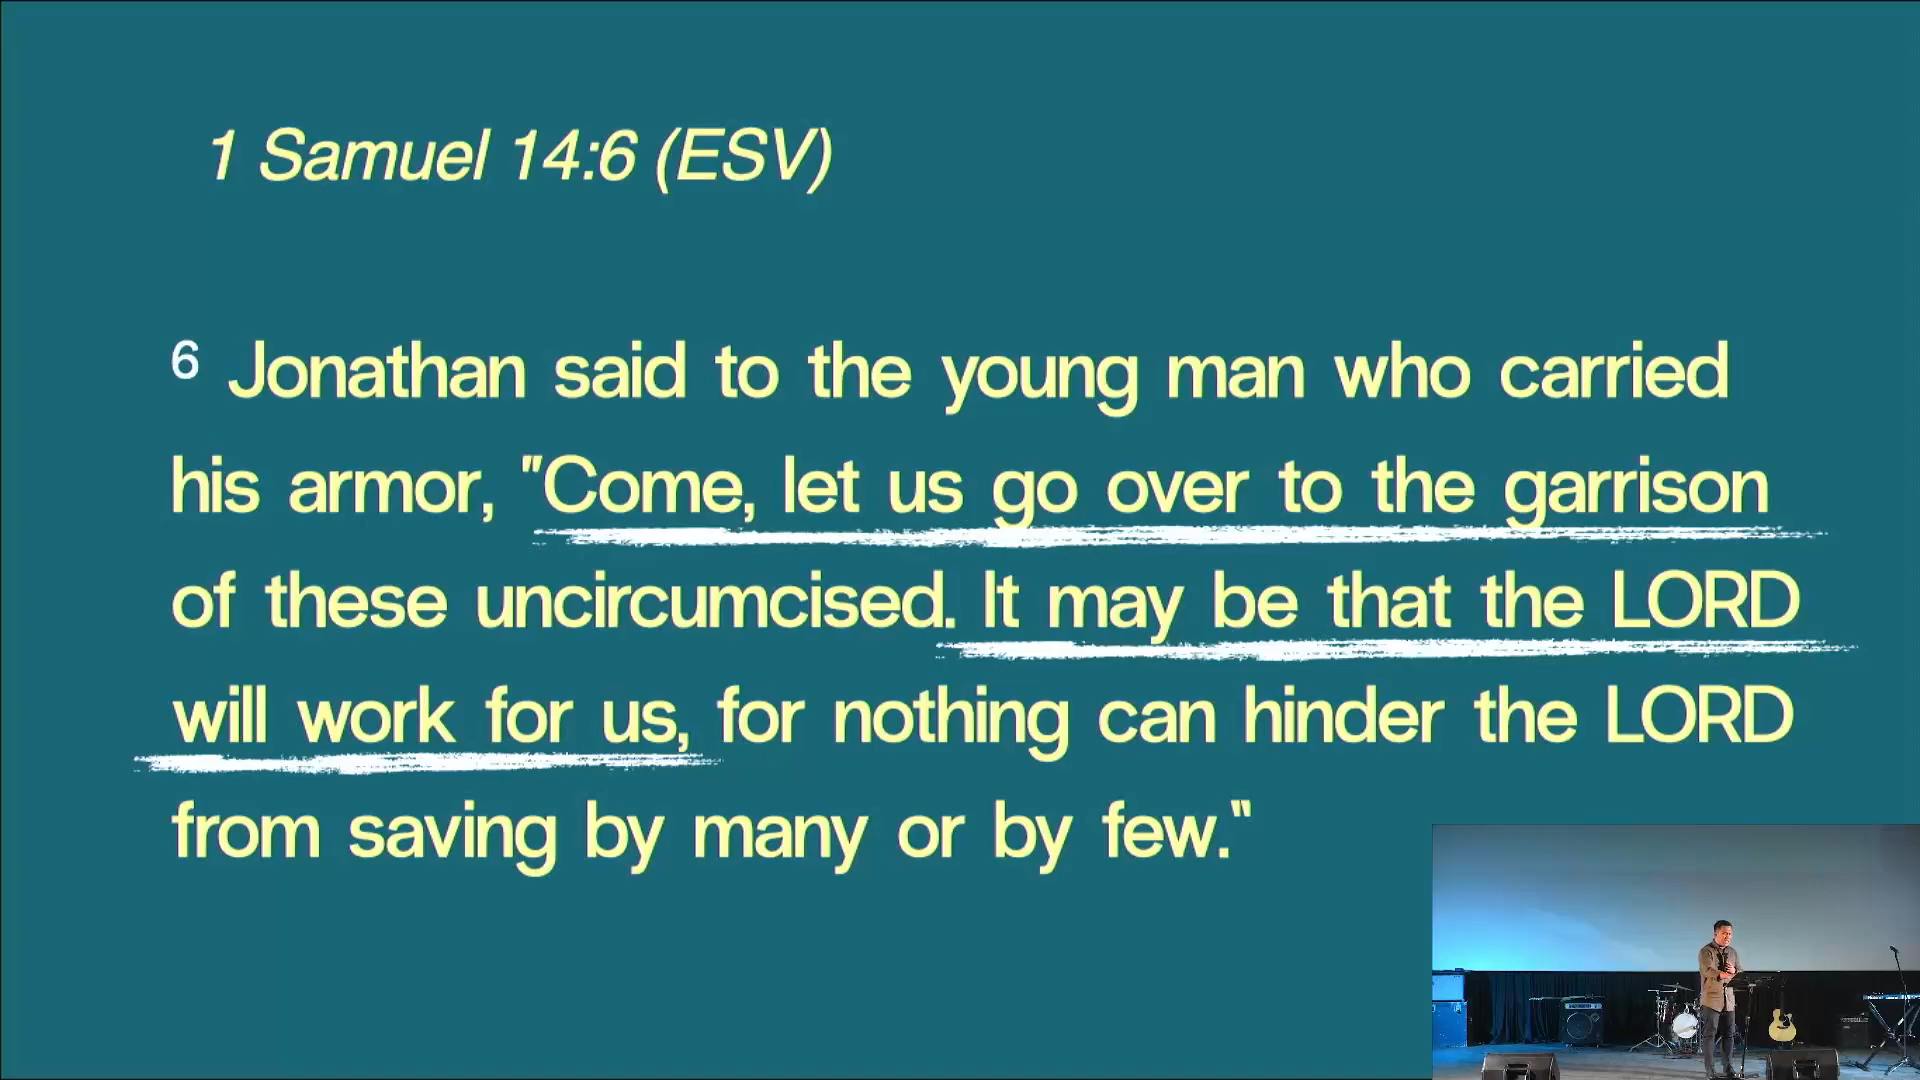 1 Samuel 14:6 (ESV)
6 Jonathan said to the young man who carried
his armor, "Come, let us go over to the garrison
of these uncircumcised. It may be that the LORD
will work for us, for nothing can hinder the LORD
from saving by many or by few."